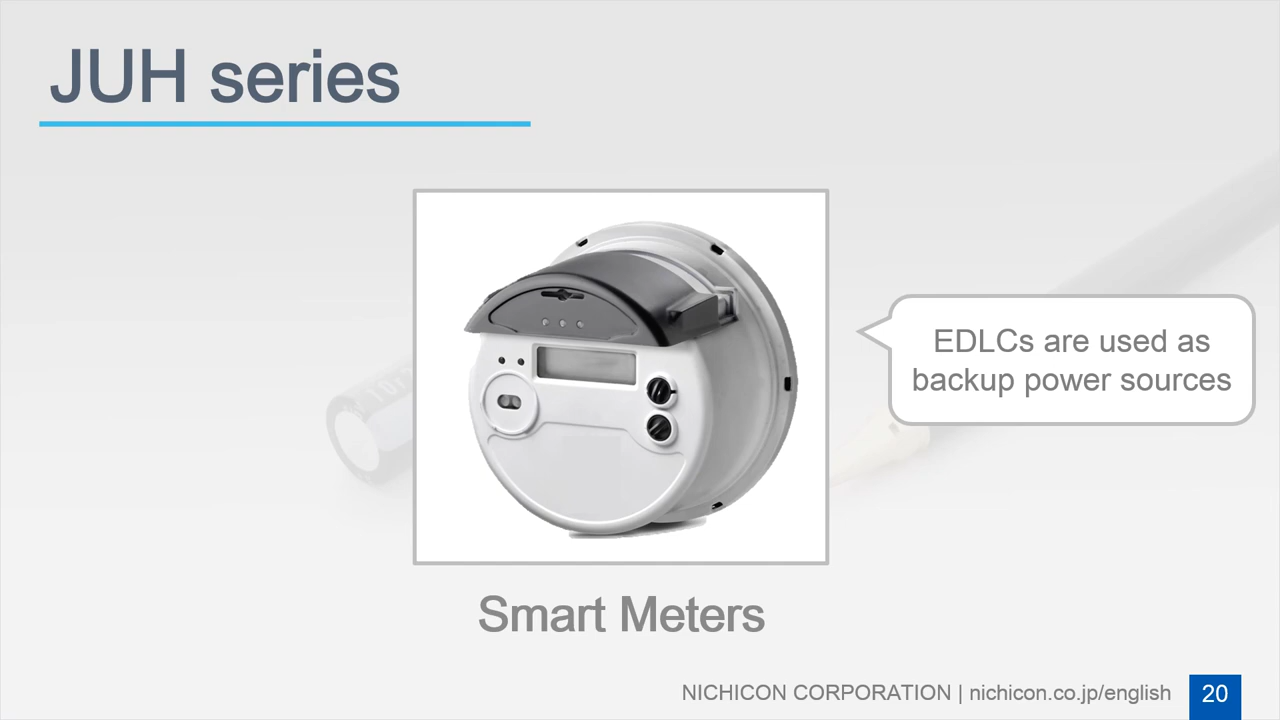 JUH series
EDLCs are used as
backup power sources
Smart Meters
NICHICON CORPORATION | nichicon.co.jp/english
20